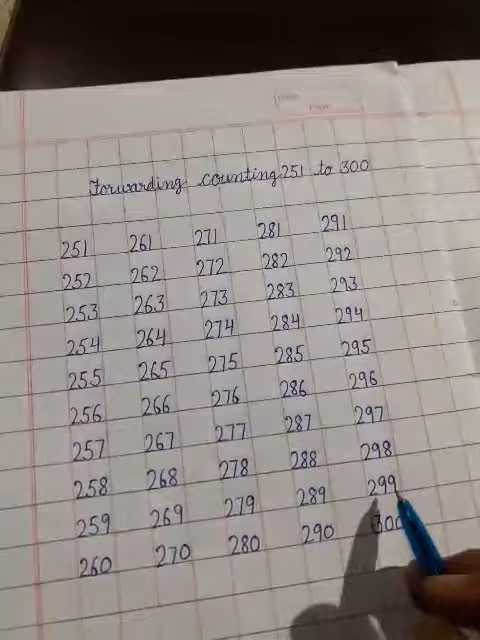 Forwarding counting 251 to 300
251 261 271 281 291
252 262 272 282 292
253 263 273 283 293
254 264 274 284 294
255 265 275 285 295
256 266 276 286 296
257 267 277 287 297
258 268 278 288 298
259 269 279 289 299
260 270 280 290 300